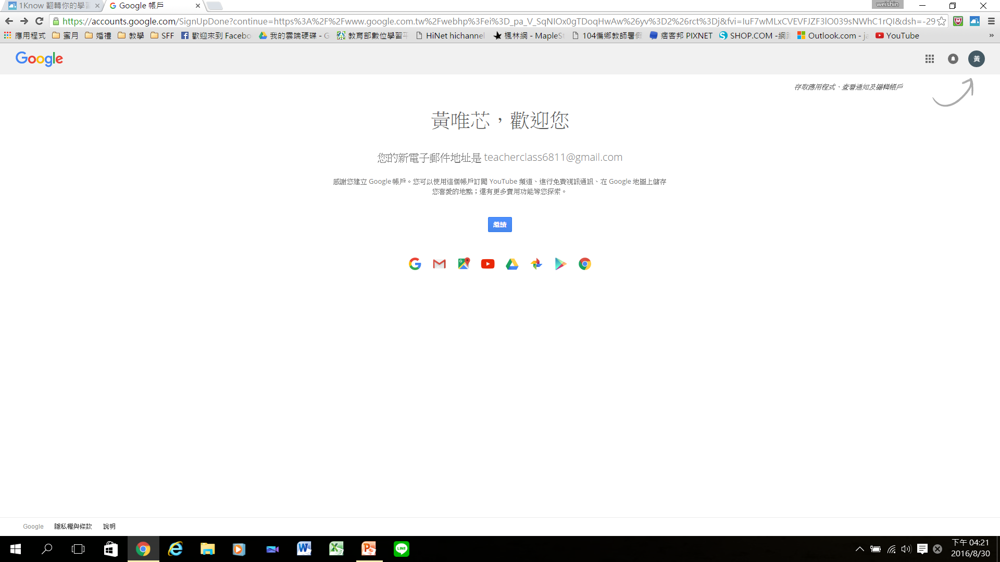 1Know 翻轉你的學習
Google 帳戶
weishin
https://accounts.google.com/SignUpDone?continue=https%3A%2F%2Fwww.google.com.tw%2Fwebhp%3Fei%3D_pa_V_SqNIOx0gTDoqHwAw%26yv%3D2%26rct%3Dj&fvi=IuF7wMLxCVEVFJZF3lO039sNWhC1rQI&dsh=-29
應用程式 蜜月 婚禮 教學 SFF 歡迎來到 Facebo 我的雲端硬碟 - G 教育部數位學習平 HiNet hichannel 楓林網 - MapleSt 104偏鄉教師暑假 痞客邦 PIXNET SHOP.COM -網路 Outlook.com - ja YouTube »
Google
黃
存取應用程式、查看通知及編輯帳戶
黃唯芯，歡迎您
您的新電子郵件地址是 teacherclass6811@gmail.com
感謝您建立 Google 帳戶。您可以使用這個帳戶訂閱 YouTube 頻道、進行免費視訊通訊、在 Google 地圖上儲存
您喜愛的地點；還有更多實用功能等您探索。
繼續
Google 隱私權與條款 說明
下午 04:21
2016/8/30